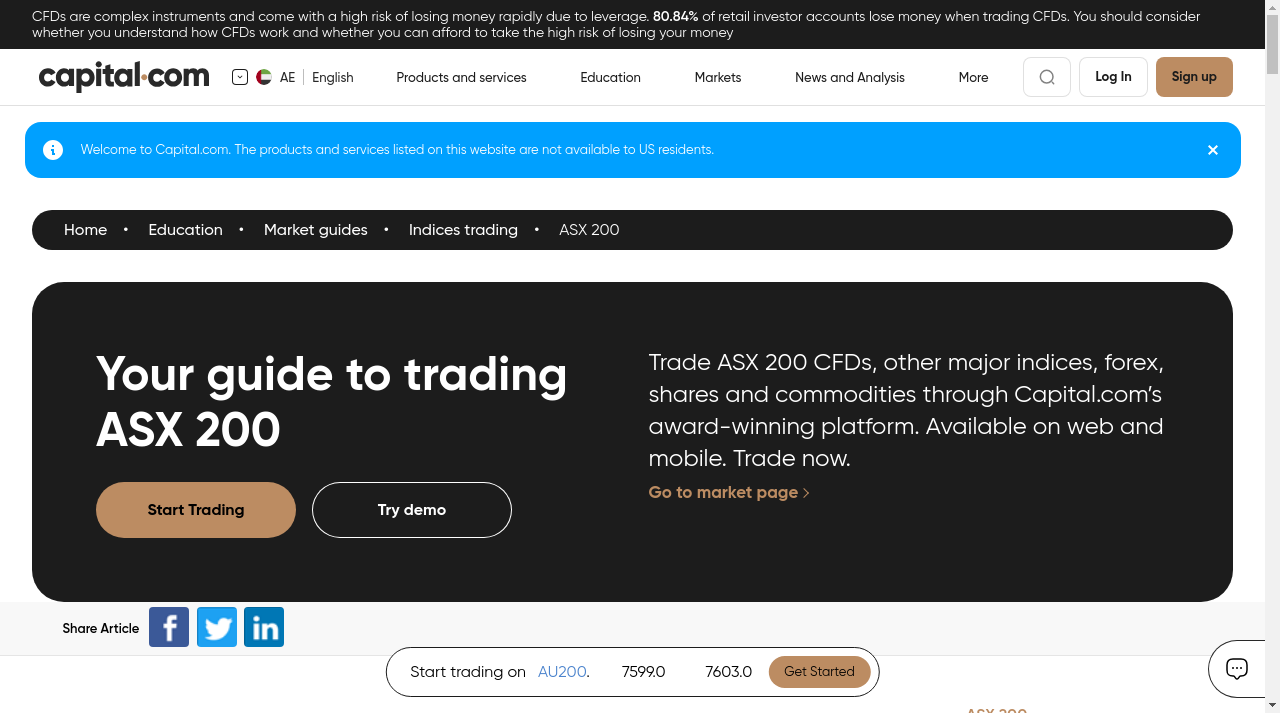 CFDs are complex instruments and come with a high risk of losing money rapidly due to leverage. 80.84% of retail investor accounts lose money when trading CFDs. You should consider
whether you understand how CFDs work and whether you can afford to take the high risk of losing your money
capital.com
AE English
Products and services
Education
Markets
News and Analysis
More
Log In
Sign up
Welcome to Capital.com. The products and services listed on this website are not available to US residents.
Home • Education • Market guides • Indices trading • ASX 200
Your guide to trading
ASX 200
Start Trading
Try demo
Trade ASX 200 CFDs, other major indices, forex,
shares and commodities through Capital.com’s
award-winning platform. Available on web and
mobile. Trade now.
Go to market page
Share Article
Start trading on AU200. 7599.0 7603.0 Get Started
ASX 200